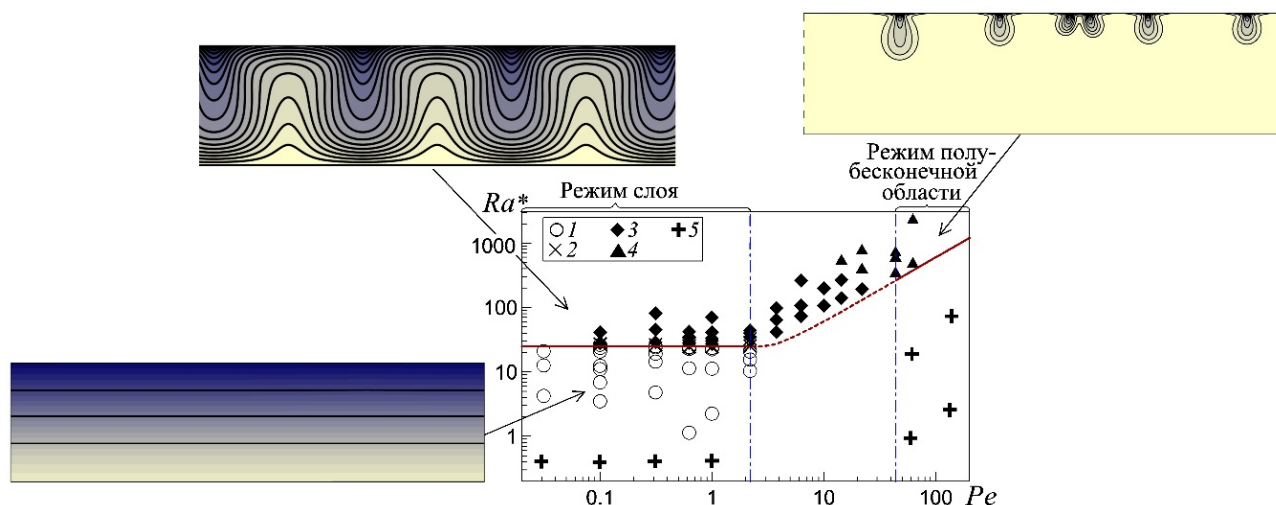 Режим полу-
бесконечной
области
Режим слоя
Ra*
1 3 5
2 4
1000
100
10
1
0.1 1 10 100 Pe